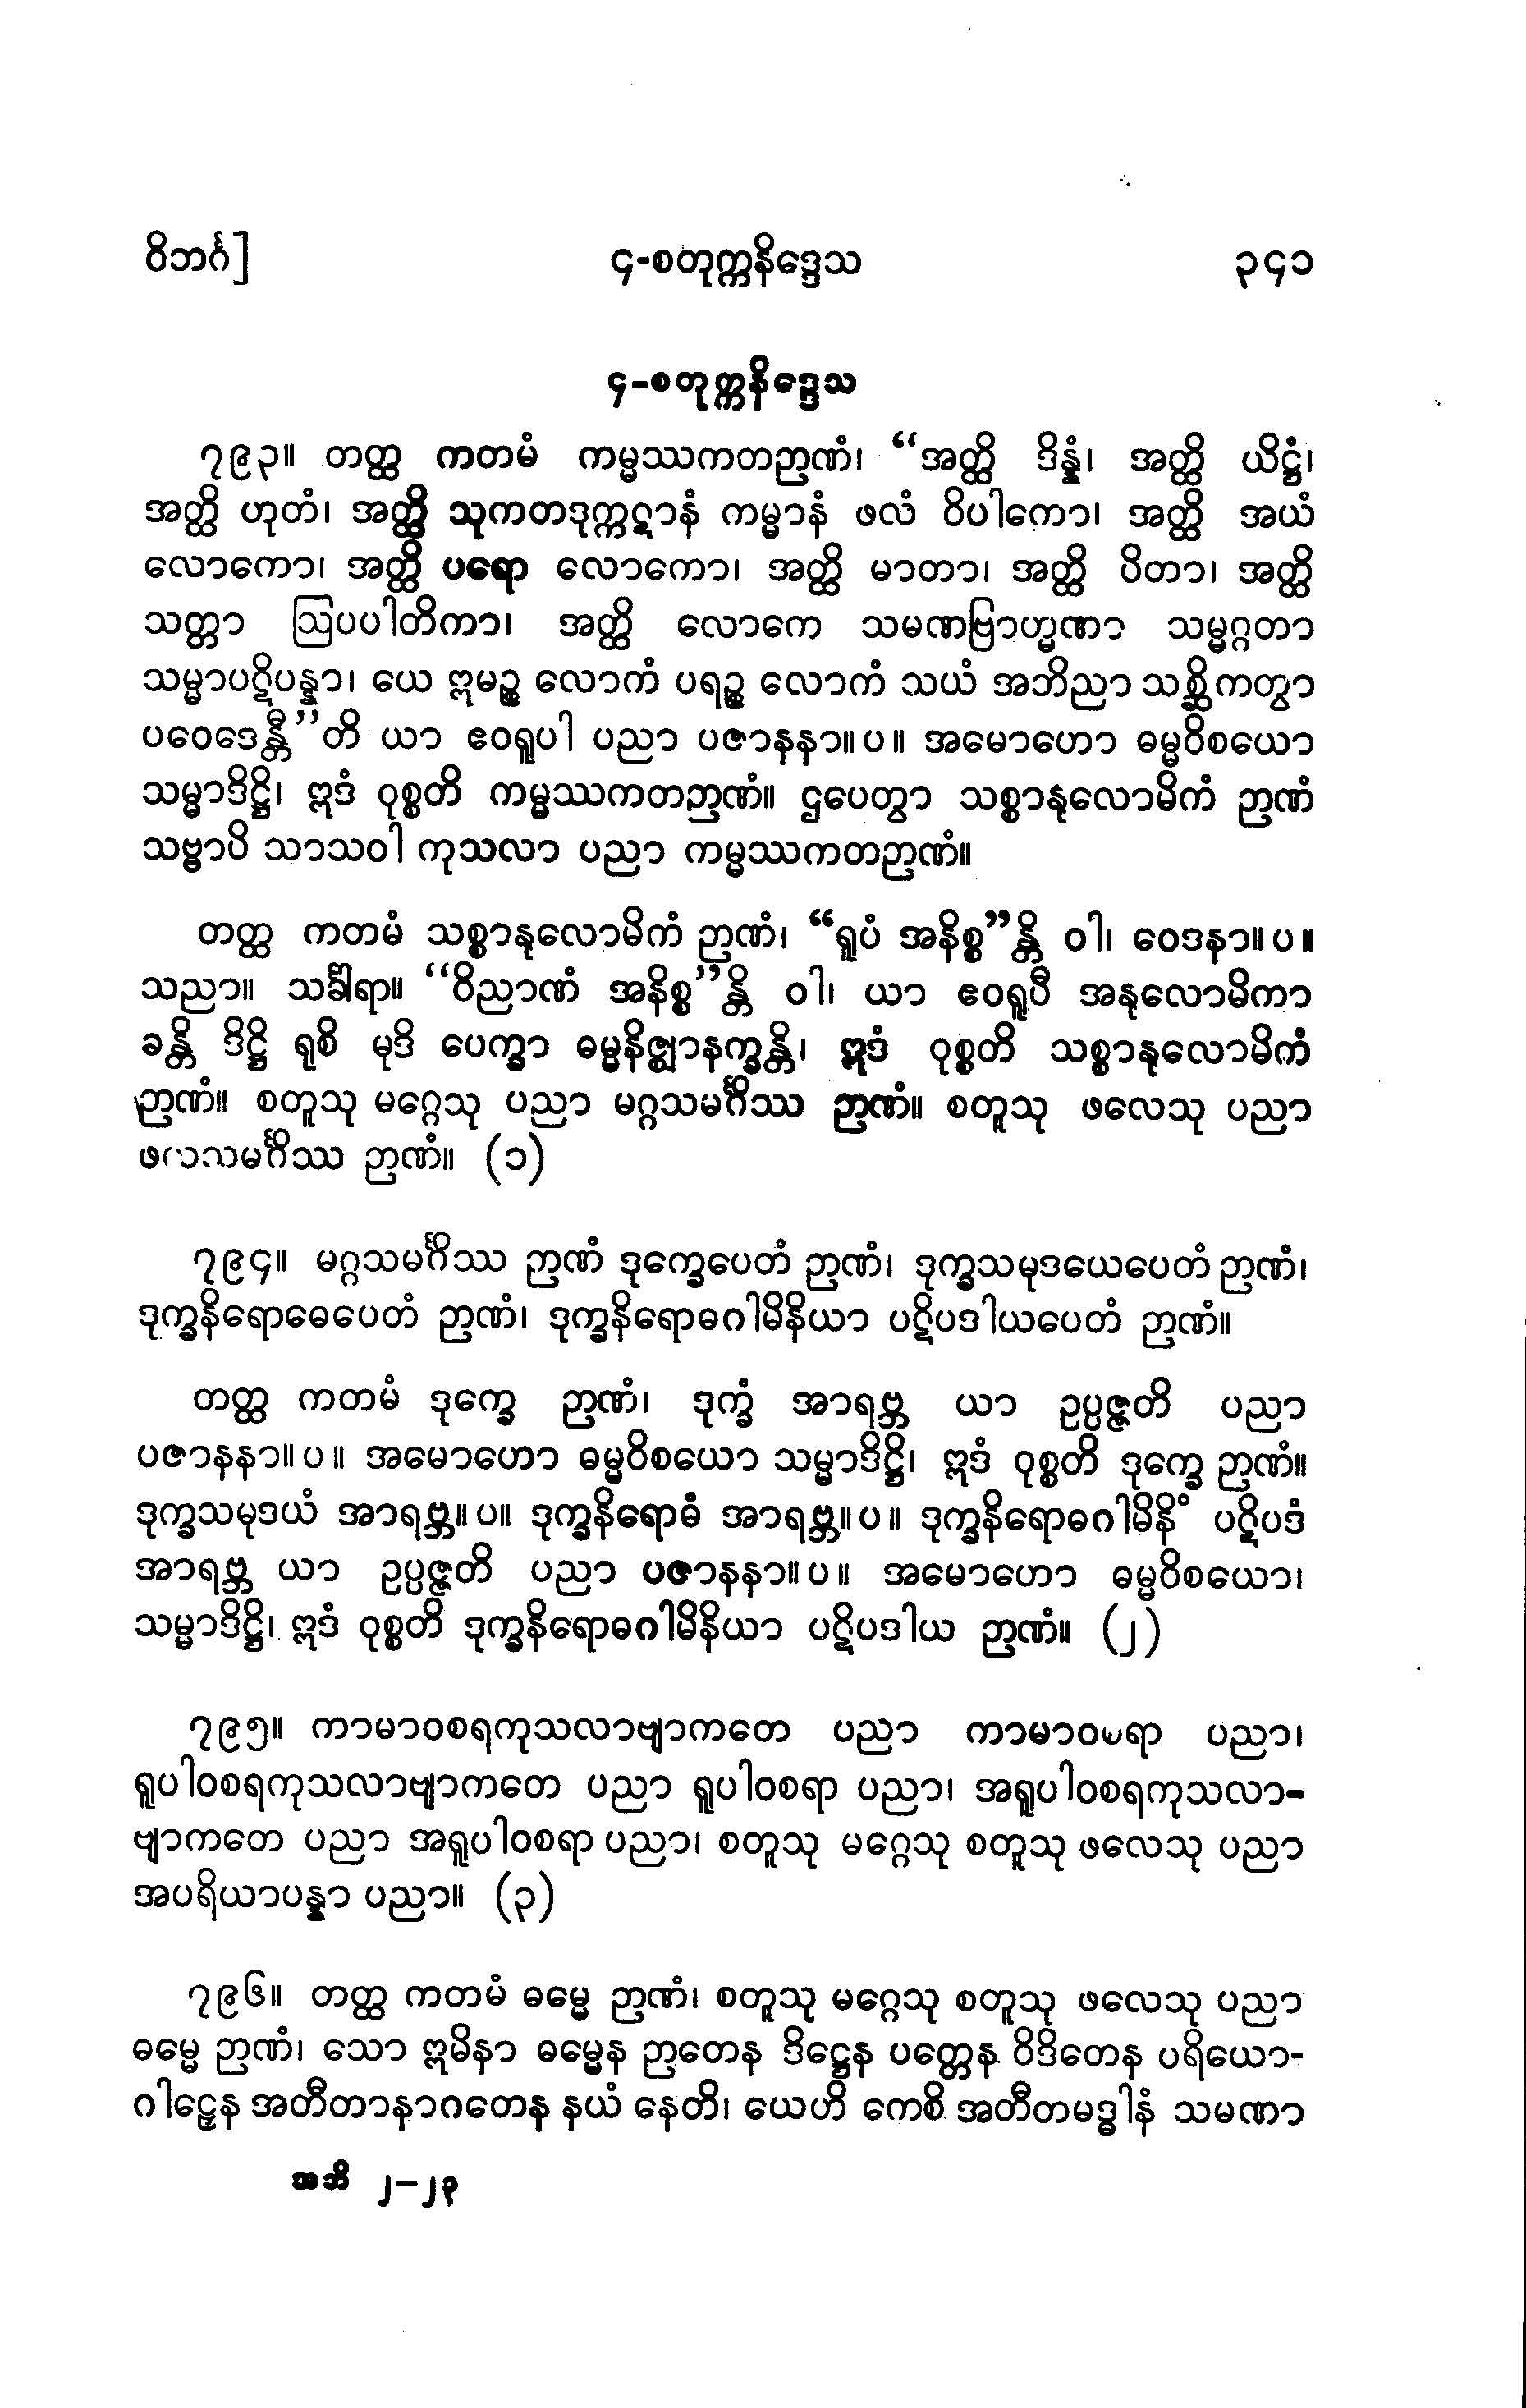 ဝိဘင်္ဂ]
၄-စတုက္ကနိဒ္ဒေသ
၃၄၁
၄-စတုက္ကနိဒ္ဒေသ
၇၉၃။ တတ္ထ ကတမံ ကမ္မဿကတဉာဏံ၊ “အတ္ထိ ဒိန္နံ၊ အတ္ထိ ယိဋ္ဌံ၊
အတ္ထိ ဟုတံ၊ အတ္ထိ သုကတဒုက္ကဋာနံ ကမ္မာနံ ဖလံ ဝိပါကော၊ အတ္ထိ အယံ
လောကော၊ အတ္ထိ ပရော လောကော၊ အတ္ထိ မာတာ၊ အတ္ထိ ပိတာ၊ အတ္ထိ
သတ္တာ ဩပပါတိကာ၊ အတ္ထိ လောကေ သမဏဗြာဟ္မဏာ သမ္မဂ္ဂတာ
သမ္မာပဋိပန္နာ၊ ယေ ဣမဉ္စ လောကံ ပရဉ္စ လောကံ သယံ အဘိညာ သစ္ဆိကတွာ
ပဝေဒေန္တီ”တိ ယာ ဧဝရူပါ ပညာ ပဇာနနာ။ပ။ အမောဟော ဓမ္မဝိစယော
သမ္မာဒိဋ္ဌိ၊ ဣဒံ ဝုစ္စတိ ကမ္မဿကတဉာဏံ။ ဌပေတွာ သစ္စာနုလောမိကံ ဉာဏံ
သဗ္ဗာပိ သာသဝါ ကုသလာ ပညာ ကမ္မဿကတဉာဏံ။
တတ္ထ ကတမံ သစ္စာနုလောမိကံ ဉာဏံ၊ “ရူပံ အနိစ္စ”န္တိ ဝါ၊ ဝေဒနာ။ပ။
သညာ။ သင်္ခါရာ။ “ဝိညာဏံ အနိစ္စ”န္တိ ဝါ၊ ယာ ဧဝရူပီ အနုလောမိကာ
ခန္တိ ဒိဋ္ဌိ ရုစိ မုဒိ ပေက္ခာ ဓမ္မနိဇ္ဈာနက္ခန္တိ၊ ဣဒံ ဝုစ္စတိ သစ္စာနုလောမိကံ
ဉာဏံ။ စတူသု မဂ္ဂေသု ပညာ မဂ္ဂသမင်္ဂိဿ ဉာဏံ။ စတူသု ဖလေသု ပညာ
ဖလသမင်္ဂိဿ ဉာဏံ။ (၁)
၇၉၄။ မဂ္ဂသမင်္ဂိဿ ဉာဏံ ဒုက္ခေပေတံ ဉာဏံ၊ ဒုက္ခသမုဒယေပေတံ ဉာဏံ၊
ဒုက္ခနိရောဓေပေတံ ဉာဏံ၊ ဒုက္ခနိရောဓဂါမိနိယာ ပဋိပဒါယပေတံ ဉာဏံ။
တတ္ထ ကတမံ ဒုက္ခေ ဉာဏံ၊ ဒုက္ခံ အာရဗ္ဘ ယာ ဥပ္ပဇ္ဇတိ ပညာ
ပဇာနနာ။ပ။ အမောဟော ဓမ္မဝိစယော သမ္မာဒိဋ္ဌိ၊ ဣဒံ ဝုစ္စတိ ဒုက္ခေ ဉာဏံ။
ဒုက္ခသမုဒယံ အာရဗ္ဘ။ပ။ ဒုက္ခနိရောဓံ အာရဗ္ဘ။ပ။ ဒုက္ခနိရောဓဂါမိနိံ ပဋိပဒံ
အာရဗ္ဘ ယာ ဥပ္ပဇ္ဇတိ ပညာ ပဇာနနာ။ပ။ အမောဟော ဓမ္မဝိစယော၊
သမ္မာဒိဋ္ဌိ၊ ဣဒံ ဝုစ္စတိ ဒုက္ခနိရောဓဂါမိနိယာ ပဋိပဒါယ ဉာဏံ။ (၂)
၇၉၅။ ကာမာဝစရကုသလာဗျာကတေ ပညာ ကာမာဝစရာ ပညာ၊
ရူပါဝစရကုသလာဗျာကတေ ပညာ ရူပါဝစရာ ပညာ၊ အရူပါဝစရကုသလာ-
ဗျာကတေ ပညာ အရူပါဝစရာ ပညာ၊ စတူသု မဂ္ဂေသု စတူသု ဖလေသု ပညာ
အပရိယာပန္နာ ပညာ။ (၃)
၇၉၆။ တတ္ထ ကတမံ ဓမ္မေ ဉာဏံ၊ စတူသု မဂ္ဂေသု စတူသု ဖလေသု ပညာ
ဓမ္မေ ဉာဏံ၊ သော ဣမိနာ ဓမ္မေန ဉာတေန ဒိဋ္ဌေန ပတ္တေန ဝိဒိတေန ပရိယော-
ဂါဠှေန အတီတာနာဂတေန နယံ နေတိ၊ ယေဟိ ကေစိ အတီတမဒ္ဓါနံ သမဏာ
အဘိ ၂-၂၃